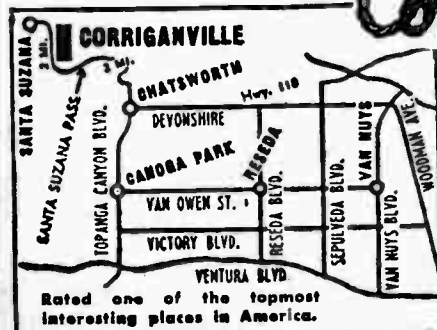 CORRIGANVILLE
SANTA SUZANA
2 MI.
3 MI.
SANTA SUZANA PASS
CHATSWORTH
Hwy. 118
DEVONSHIRE
TOPANGA CANYON BLVD.
CANOGA PARK
RESEDA
VAN NUYS
WOODMAN AVE.
VAN OWEN ST.
RESEDA BLVD.
SEPULVEDA BLVD.
VAN NUYS BLVD.
VICTORY BLVD.
VENTURA BLVD.
Rated one of the topmost
interesting places in America.